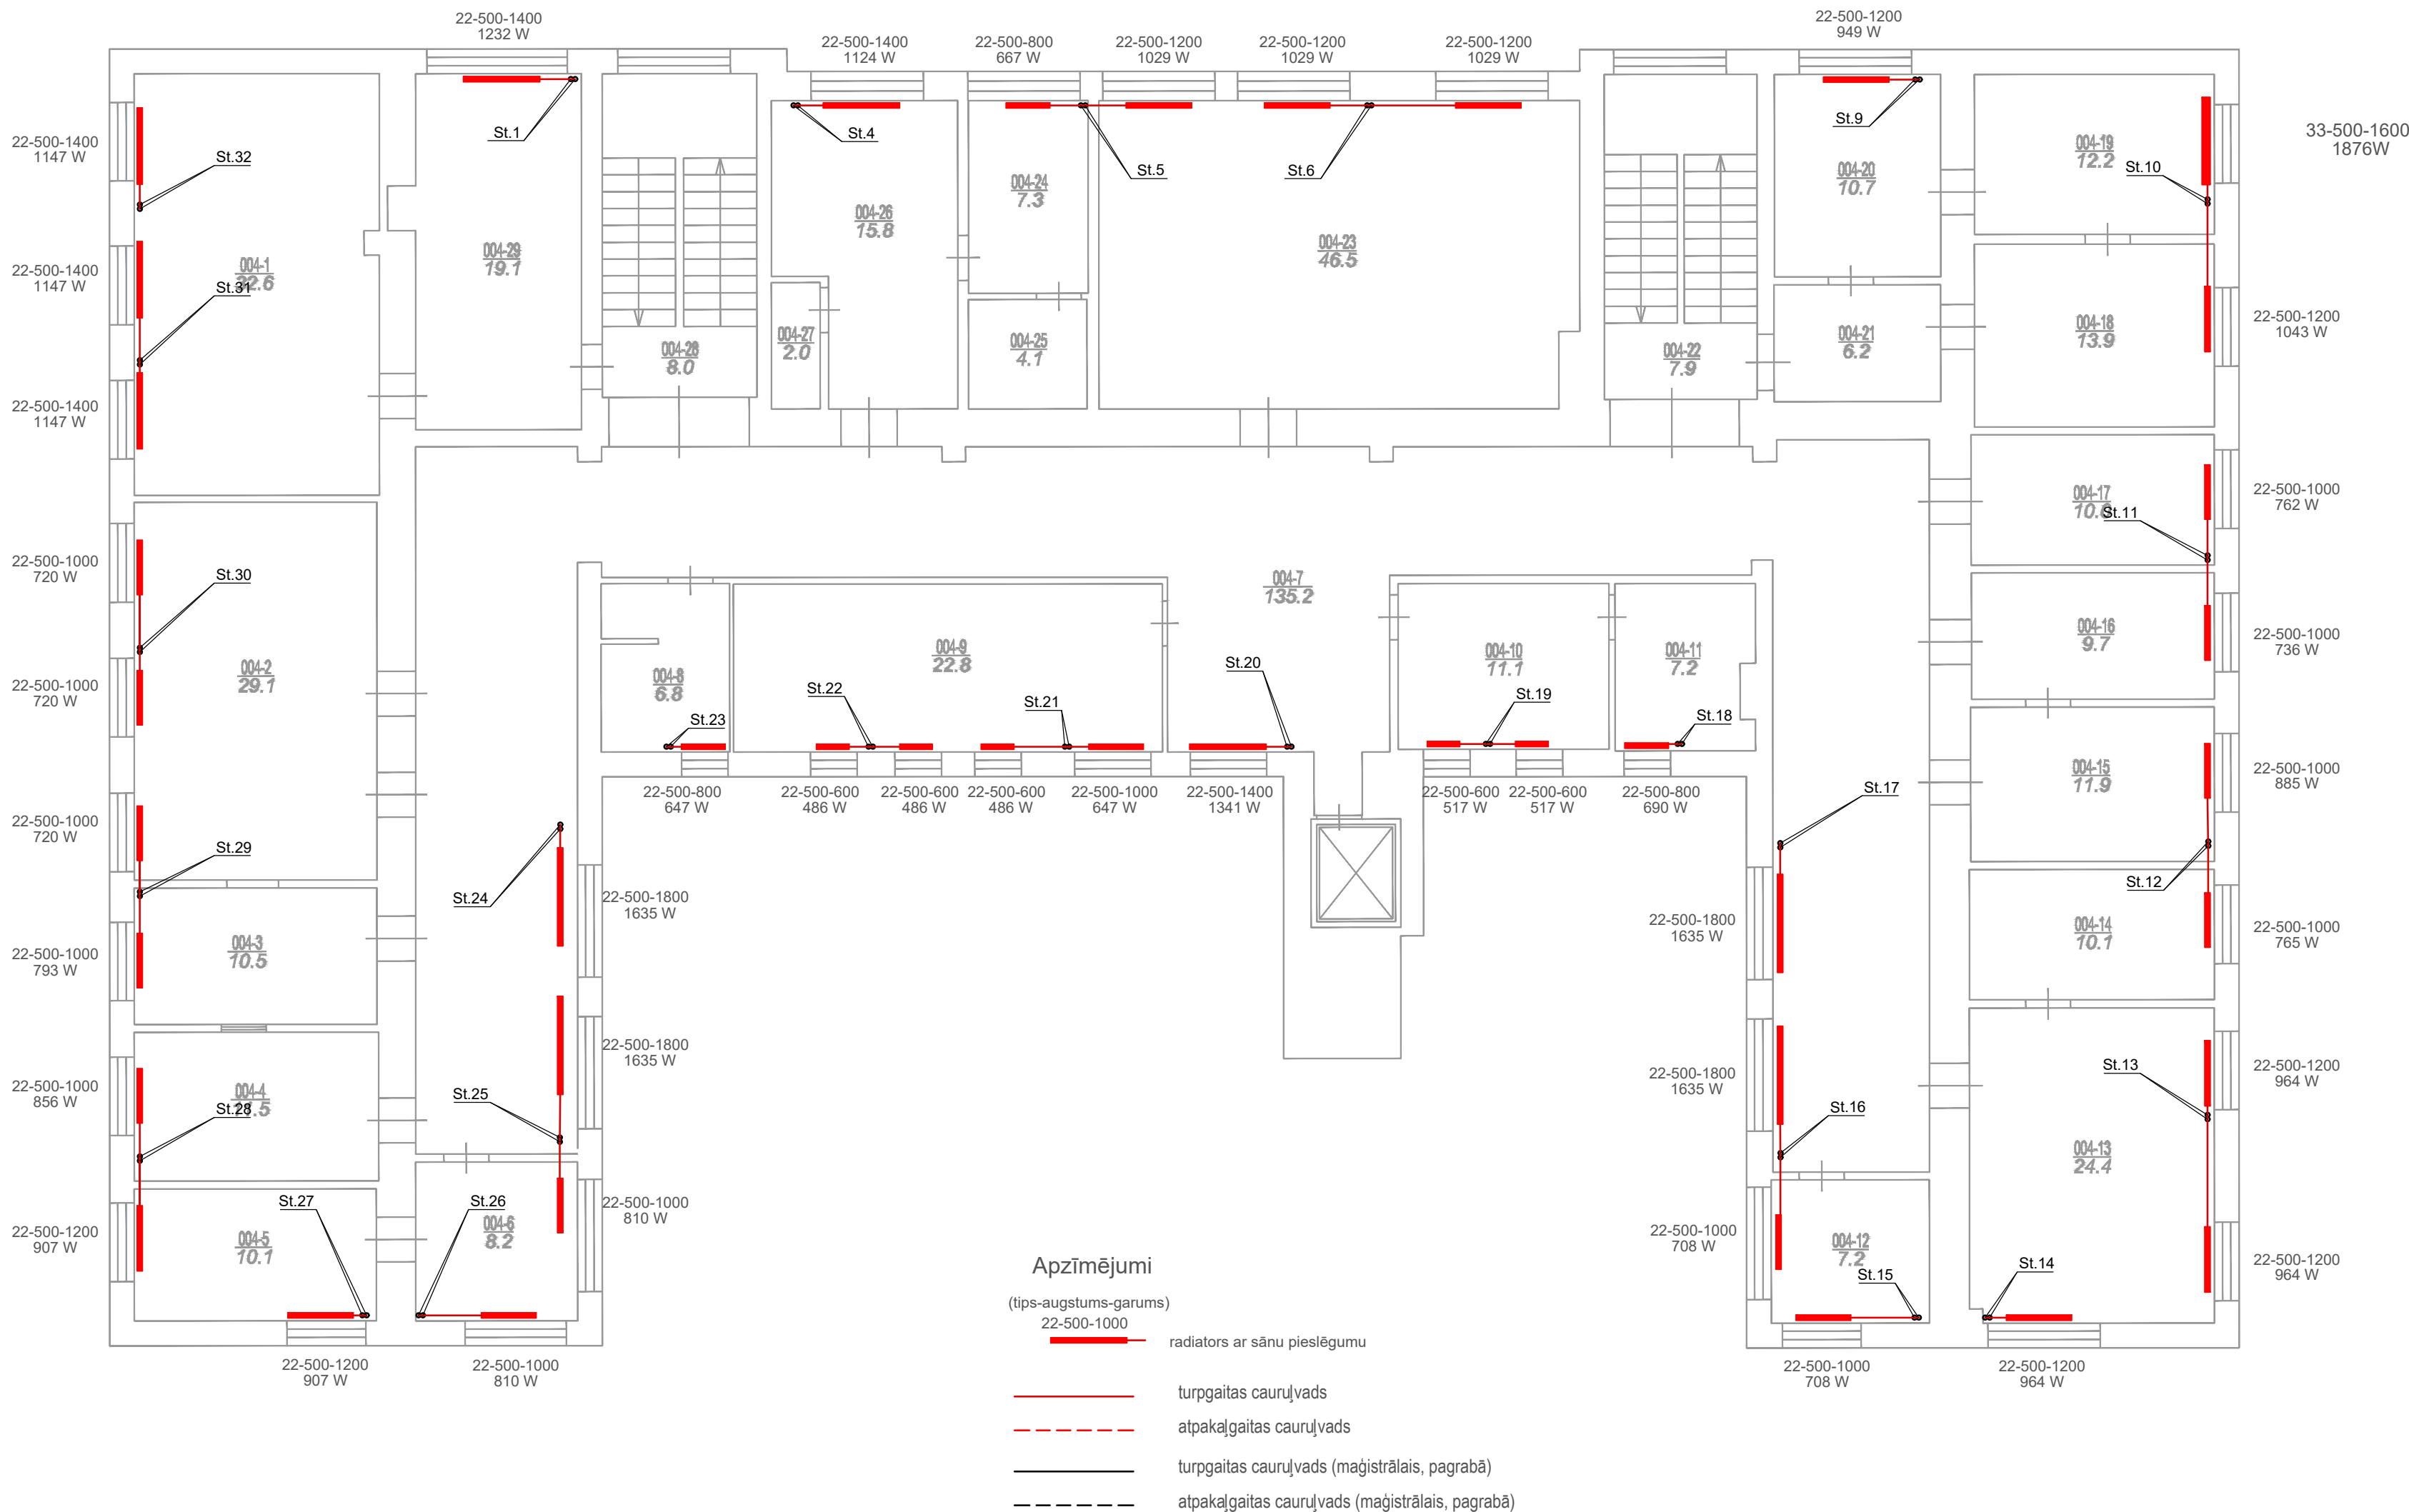 22-500-1400
1232 W
22-500-1400
1124 W
22-500-800
667 W
22-500-1200
1029 W
22-500-1200
1029 W
22-500-1200
1029 W
22-500-1200
949 W
33-500-1600
1876W
22-500-1400
1147 W
St.32
St.1
St.4
St.5
St.6
St.9
St.10
004-19
12.2
004-20
10.7
004-24
7.3
004-26
15.8
004-23
46.5
004-29
19.1
004-1
22-500-1400
1147 W
St.31
004-27
2.0
004-25
4.1
004-28
8.0
004-22
7.9
004-21
6.2
004-18
13.9
22-500-1200
1043 W
22-500-1400
1147 W
004-17
St.11
22-500-1000
762 W
22-500-1000
720 W
St.30
004-7
135.2
004-2
29.1
004-8
6.8
004-9
22.8
004-10
11.1
004-11
7.2
004-16
9.7
22-500-1000
736 W
22-500-1000
720 W
St.23
St.22
St.21
St.20
St.19
St.18
004-15
11.9
22-500-1000
885 W
22-500-800
647 W
22-500-600
486 W
22-500-600
486 W
22-500-600
486 W
22-500-1000
647 W
22-500-1400
1341 W
22-500-600
517 W
22-500-600
517 W
22-500-800
690 W
St.17
22-500-1000
720 W
St.29
St.24
22-500-1800
1635 W
22-500-1800
1635 W
St.12
004-14
10.1
22-500-1000
765 W
004-3
10.5
22-500-1000
793 W
22-500-1800
1635 W
22-500-1800
1635 W
St.13
22-500-1200
964 W
22-500-1000
856 W
004-4
St.28
St.25
St.16
004-13
24.4
22-500-1200
907 W
St.27
004-5
10.1
St.26
004-6
8.2
22-500-1000
810 W
22-500-1000
708 W
004-12
7.2
St.15
St.14
22-500-1200
964 W
22-500-1200
907 W
22-500-1000
810 W
22-500-1000
708 W
22-500-1200
964 W
Apzīmējumi
(tips-augstums-garums)
22-500-1000
radiators ar sānu pieslēgumu
turpgaitas cauruļvads
atpakaļgaitas cauruļvads
turpgaitas cauruļvads (maģistrālais, pagrabā)
atpakaļgaitas cauruļvads (maģistrālais, pagrabā)